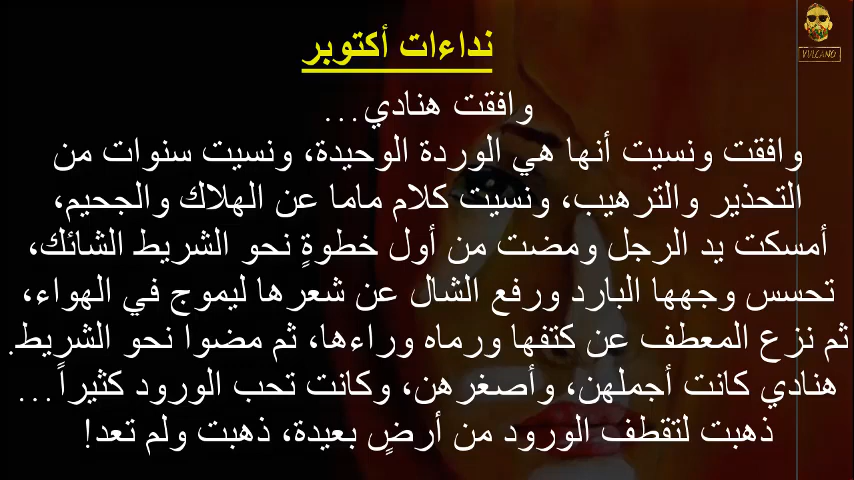 نداءات أكتوبر
VULCANO
وافقت هنادي...
وافقت ونسيت أنها هي الوردة الوحيدة، ونسيت سنوات من
التحذير والترهيب، ونسيت كلام ماما عن الهلاك والجحيم،
أمسكت يد الرجل ومضت من أول خطوةٍ نحو الشريط الشائك،
تحسس وجهها البارد ورفع الشال عن شعرها ليموج في الهواء،
ثم نزع المعطف عن كتفها ورماه وراءها، ثم مضوا نحو الشريط.
هنادي كانت أجملهن، وأصغرهن، وكانت تحب الورود كثيراً...
ذهبت لتقطف الورود من أرضٍ بعيدة، ذهبت ولم تعد!